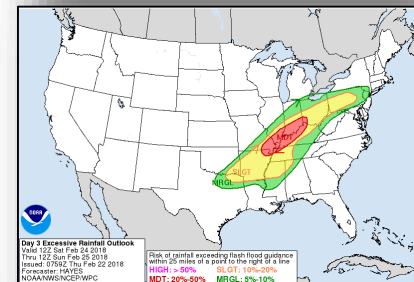 MDT
SLGT
MRGL
noaa
Day 3 Excessive Rainfall Outlook
Valid 12Z Sat Feb 24 2018
Thru 12Z Sun Feb 25 2018
Issued: 0759Z Thu Feb 22 2018
Forecaster: HAYES
NOAA/NWS/NCEP/WPC
Risk of rainfall exceeding flash flood guidance
within 25 miles of a point to the right of a line
HIGH: > 50% SLGT: 10%-20%
MDT: 20%-50% MRGL: 5%-10%